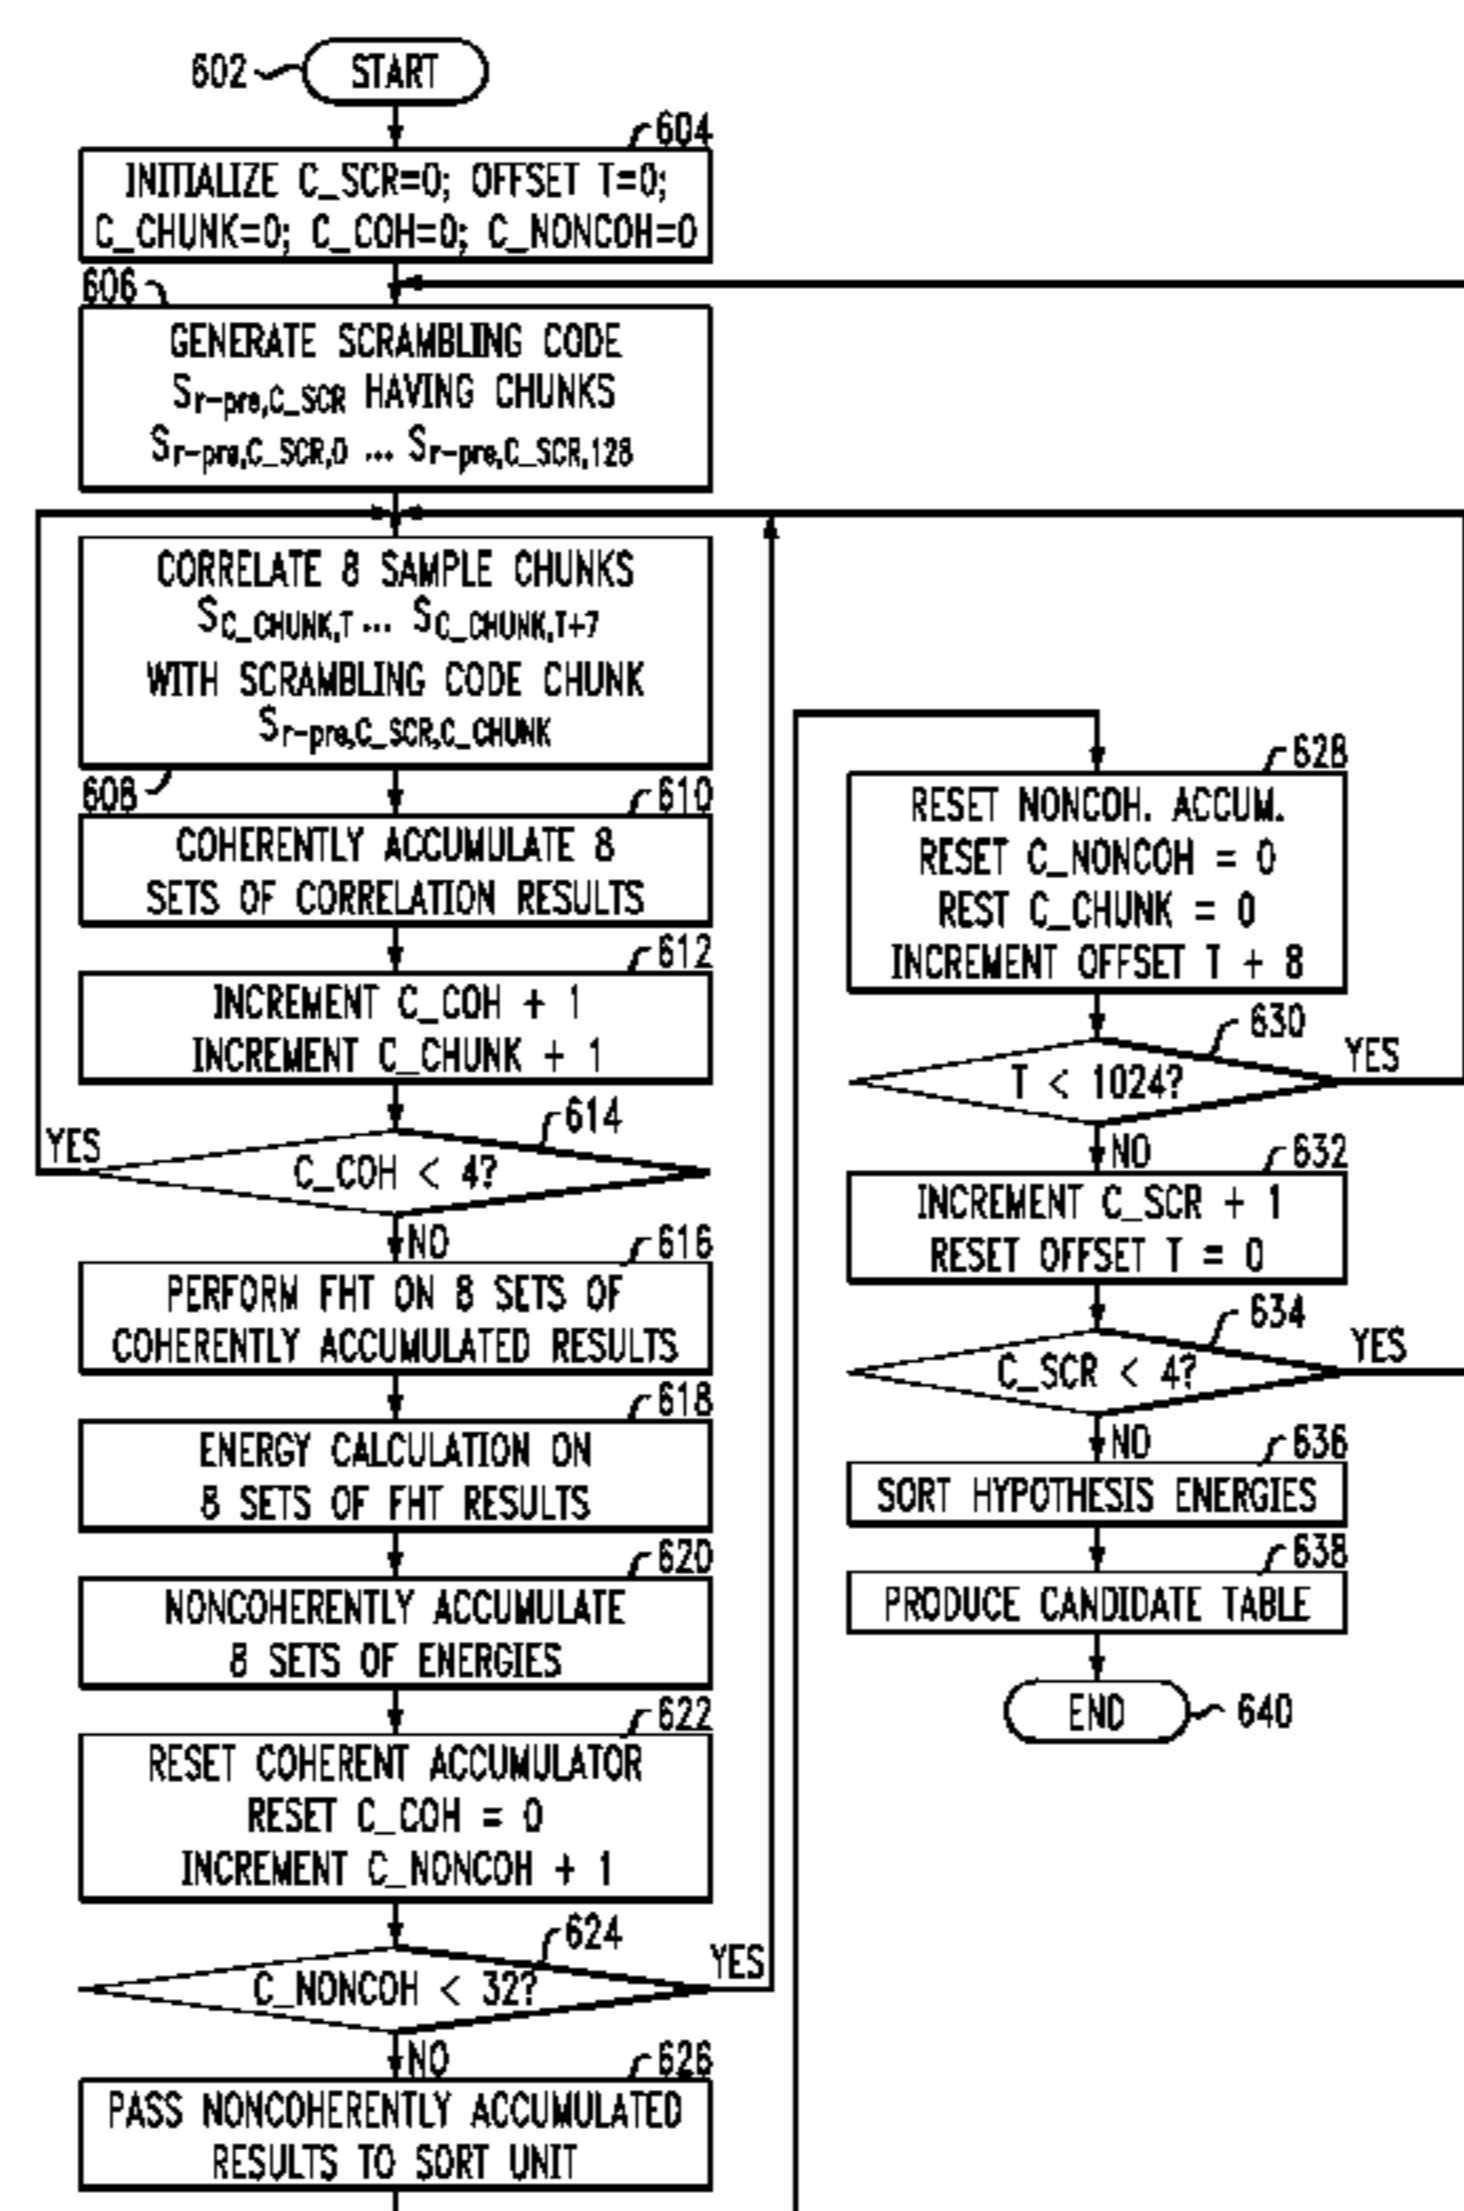 602
START
604
INITIALIZE C_SCR=0; OFFSET T=0;
C_CHUNK=0; C_COH=0; C_NONCOH=0
606
GENERATE SCRAMBLING CODE
Sr-pre,C_SCR HAVING CHUNKS
Sr-pre,C_SCR,0 ... Sr-pre,C_SCR,128
CORRELATE 8 SAMPLE CHUNKS
SC_CHUNK,T ... SC_CHUNK,T+7
WITH SCRAMBLING CODE CHUNK
Sr-pre,C_SCR,C_CHUNK
608
610
COHERENTLY ACCUMULATE 8
SETS OF CORRELATION RESULTS
612
INCREMENT C_COH + 1
INCREMENT C_CHUNK + 1
614
YES
C_COH < 4?
NO
616
PERFORM FHT ON 8 SETS OF
COHERENTLY ACCUMULATED RESULTS
618
ENERGY CALCULATION ON
8 SETS OF FHT RESULTS
620
NONCOHERENTLY ACCUMULATE
8 SETS OF ENERGIES
622
RESET COHERENT ACCUMULATOR
RESET C_COH = 0
INCREMENT C_NONCOH + 1
624
C_NONCOH < 32?
YES
NO
626
PASS NONCOHERENTLY ACCUMULATED
RESULTS TO SORT UNIT
628
RESET NONCOH. ACCUM.
RESET C_NONCOH = 0
REST C_CHUNK = 0
INCREMENT OFFSET T + 8
630
T < 1024?
YES
NO
632
INCREMENT C_SCR + 1
RESET OFFSET T = 0
634
C_SCR < 4?
YES
NO
636
SORT HYPOTHESIS ENERGIES
638
PRODUCE CANDIDATE TABLE
END
640